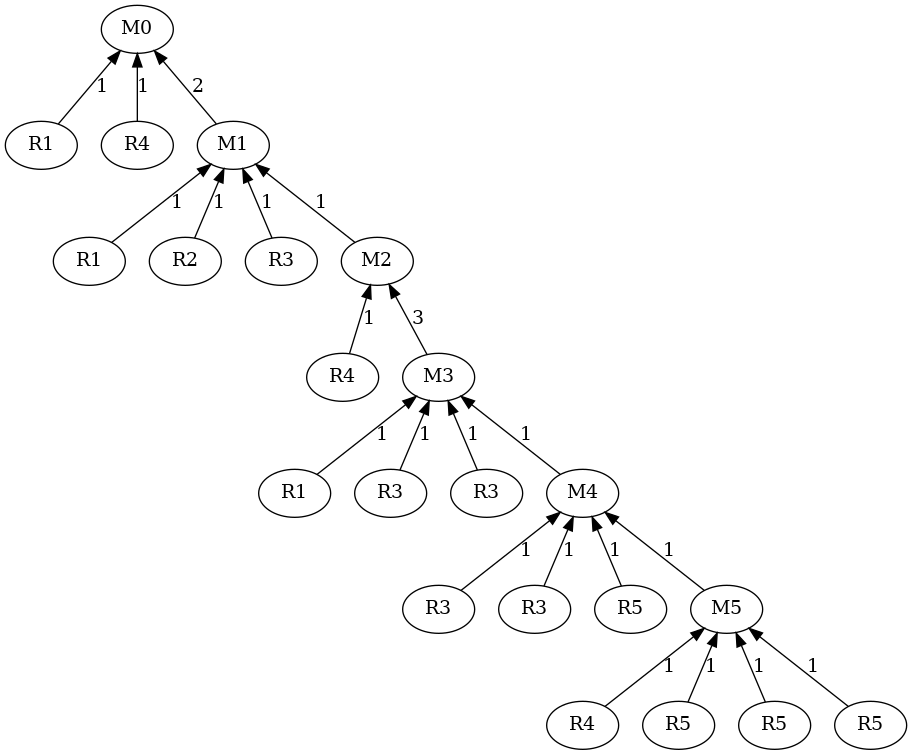 M0
1 1 2
R1 R4 M1
1 1 1 1
R1 R2 R3 M2
1 3
R4 M3
1 1 1 1
R1 R3 R3 M4
1 1 1 1
R3 R3 R5 M5
1 1 1 1
R4 R5 R5 R5